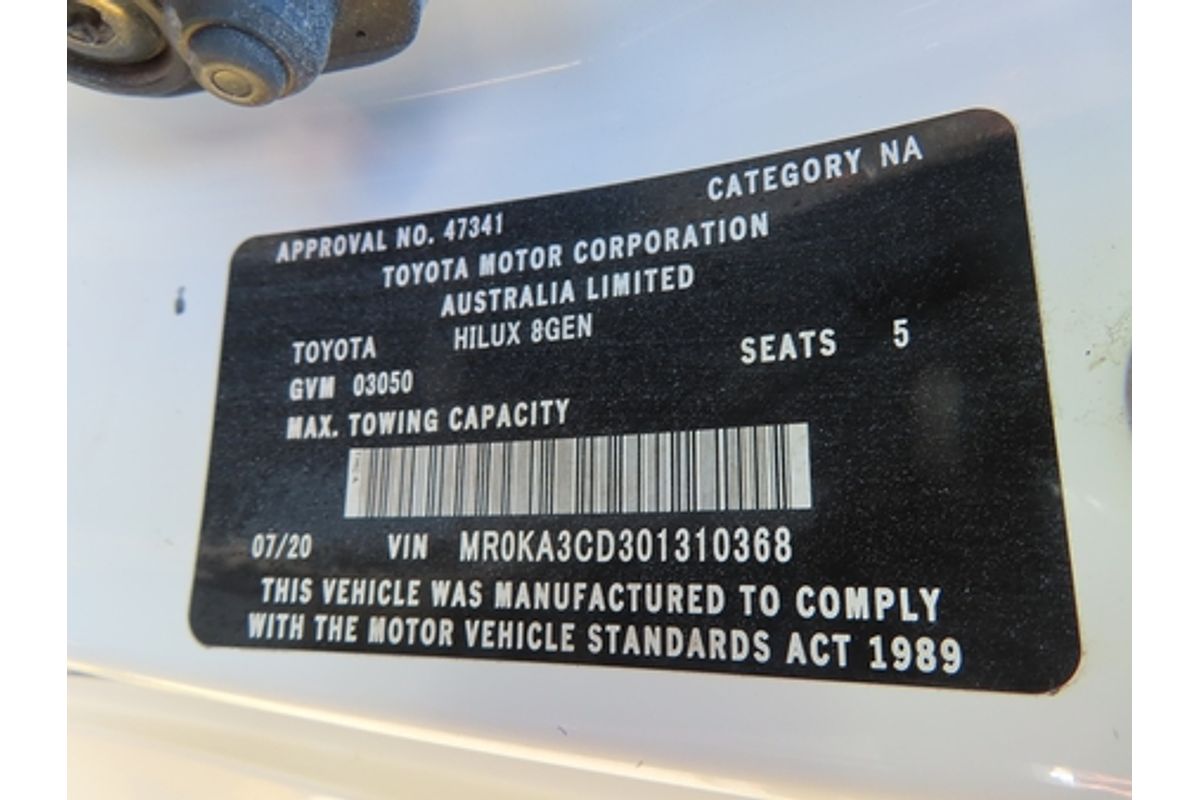 APPROVAL NO. 47341 CATEGORY NA
TOYOTA MOTOR CORPORATION
AUSTRALIA LIMITED
TOYOTA HILUX 8GEN SEATS 5
GVM 03050
MAX. TOWING CAPACITY
07/20 VIN MR0KA3CD301310368
THIS VEHICLE WAS MANUFACTURED TO COMPLY
WITH THE MOTOR VEHICLE STANDARDS ACT 1989